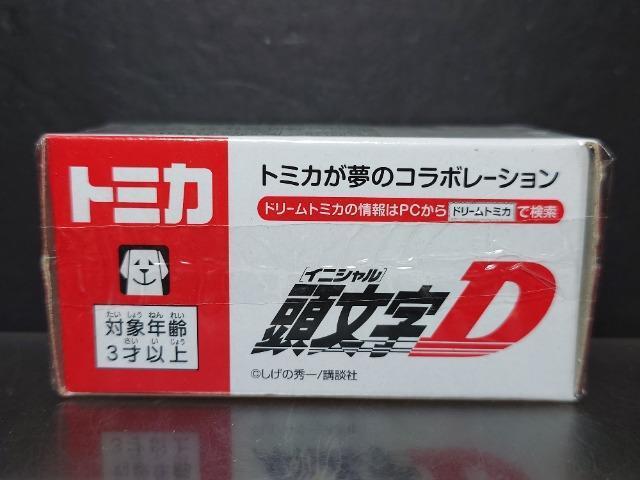 トミカ
たいしょうねんれい
対象年齢
さいいじょう
3才以上
トミカが夢のコラボレーション
ドリームトミカの情報はPCから ドリームトミカ で検索
[イニシャル]
頭文字D
©しげの秀一/講談社